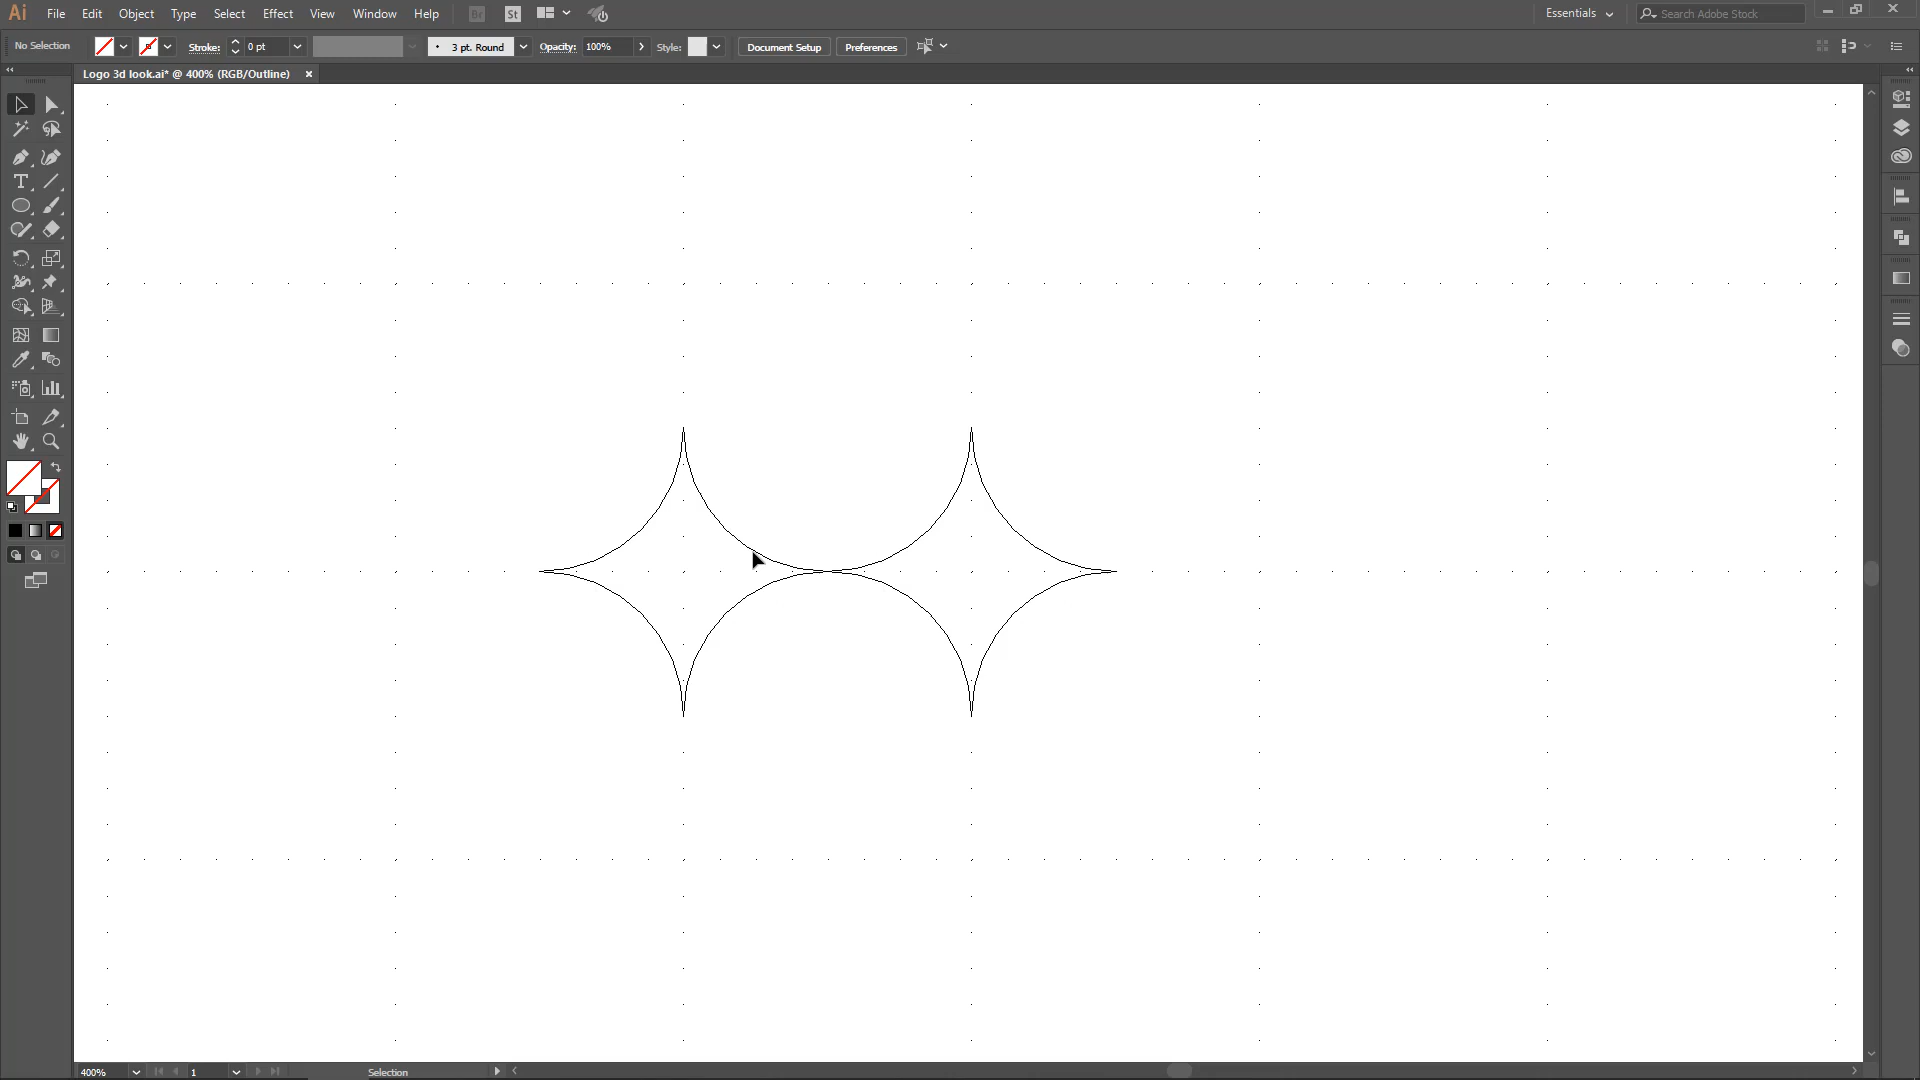 Ai File Edit Object Type Select Effect View Window Help Br St Essentials Search Adobe Stock
No Selection Stroke: 0 pt 3 pt. Round Opacity: 100% Style: Document Setup Preferences
Logo 3d look.ai* @ 400% (RGB/Outline) ×
T
400% 1 Selection